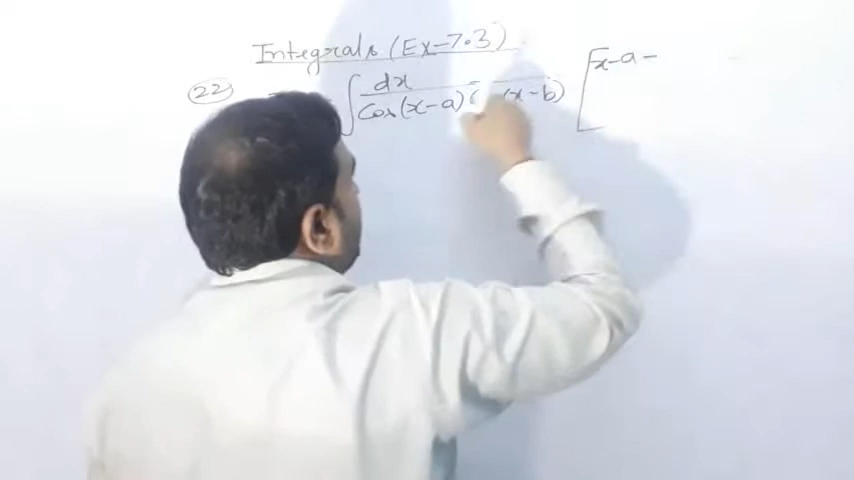 Integrals (Ex-7.3)
22 ∫ dx / Cos(x-a) (x-b) [x-a-